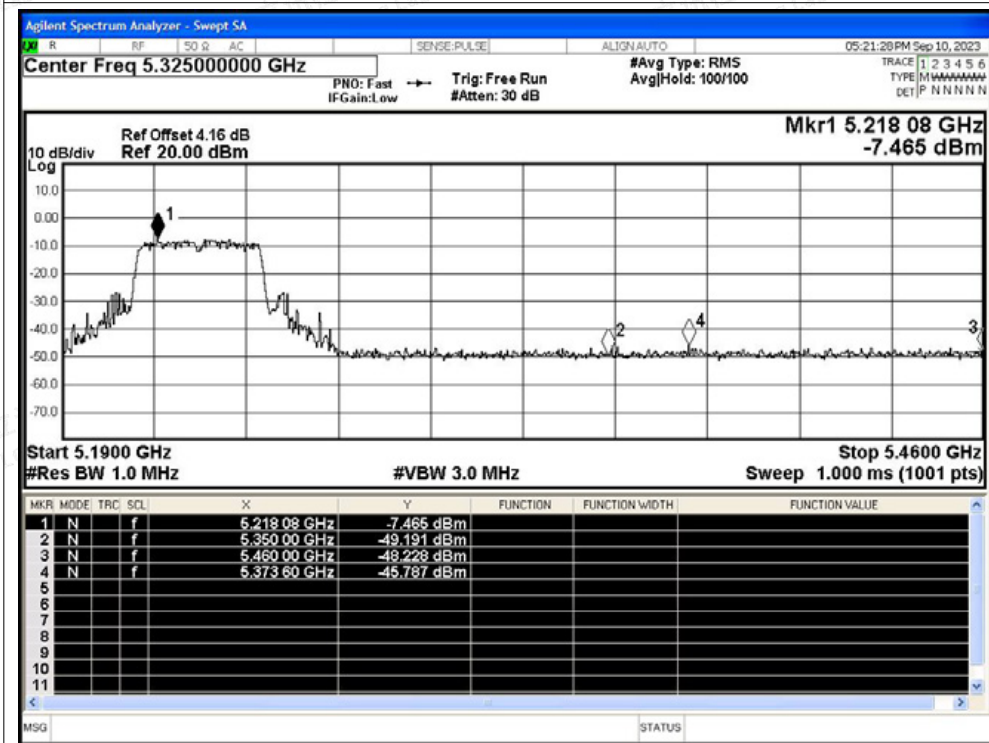 Agilent Spectrum Analyzer - Swept SA
R RF 50 Ω AC SENSE:PULSE ALIGN AUTO 05:21:28 PM Sep 10, 2023
Center Freq 5.325000000 GHz
PNO: Fast
IFGain:Low
Trig: Free Run
#Atten: 30 dB
#Avg Type: RMS
Avg|Hold: 100/100
TRACE 1 2 3 4 5 6
TYPE M
DET P N N N N N
Ref Offset 4.16 dB
10 dB/div Ref 20.00 dBm
Log
Mkr1 5.218 08 GHz
-7.465 dBm
10.0
0.00
-10.0
-20.0
-30.0
-40.0
-50.0
-60.0
-70.0
1
2
4
3
Start 5.1900 GHz Stop 5.4600 GHz
#Res BW 1.0 MHz #VBW 3.0 MHz Sweep 1.000 ms (1001 pts)
MKR MODE TRC SCL X Y FUNCTION FUNCTION WIDTH FUNCTION VALUE
1 N f 5.218 08 GHz -7.465 dBm
2 N f 5.350 00 GHz -49.191 dBm
3 N f 5.460 00 GHz -48.228 dBm
4 N f 5.373 60 GHz -45.787 dBm
5
6
7
8
9
10
11
MSG STATUS